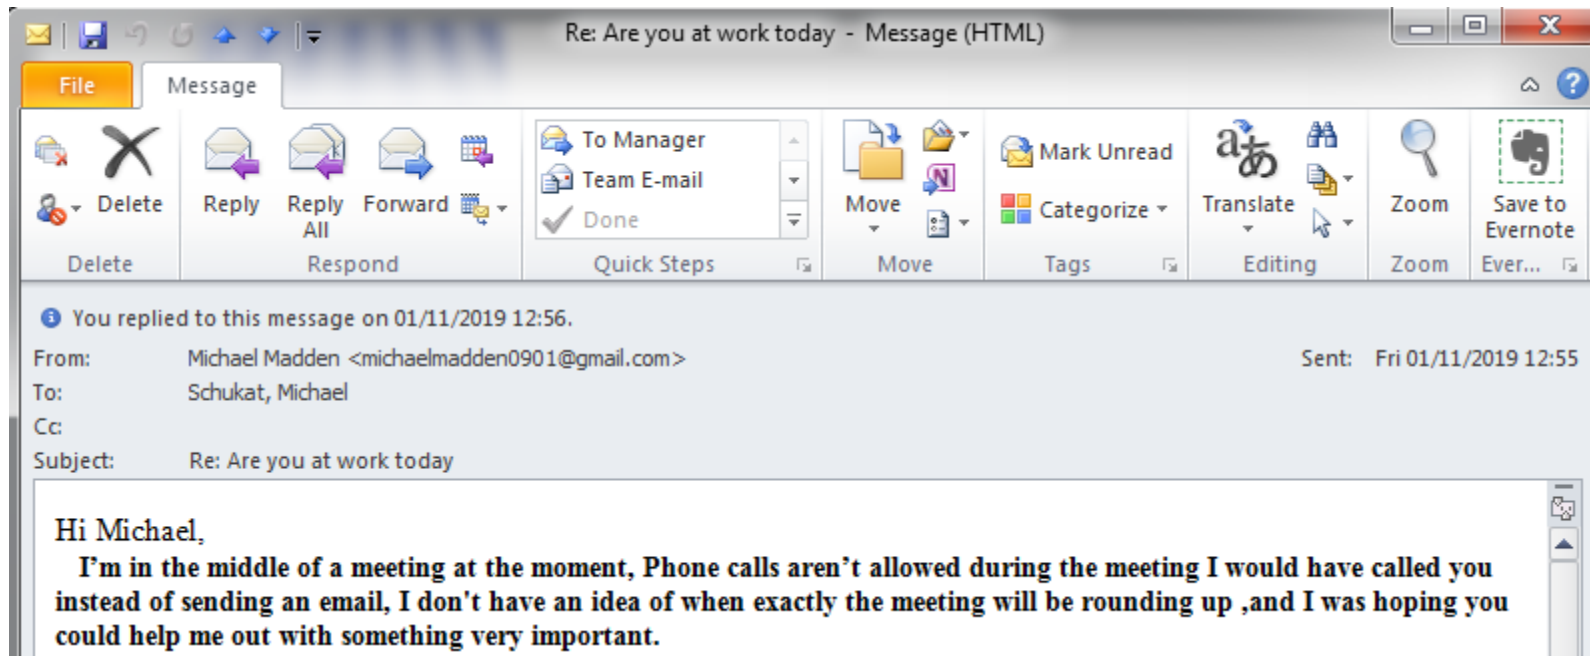 Re: Are you at work today - Message (HTML)
File Message
Delete
Reply Reply All Forward
To Manager
Team E-mail
Done
Move
Mark Unread
Categorize
Translate
Zoom
Save to Evernote
Delete Respond Quick Steps Move Tags Editing Zoom Ever...
You replied to this message on 01/11/2019 12:56.
From: Michael Madden <michaelmadden0901@gmail.com> Sent: Fri 01/11/2019 12:55
To: Schukat, Michael
Cc:
Subject: Re: Are you at work today
Hi Michael,
I’m in the middle of a meeting at the moment, Phone calls aren’t allowed during the meeting I would have called you
instead of sending an email, I don't have an idea of when exactly the meeting will be rounding up ,and I was hoping you
could help me out with something very important.